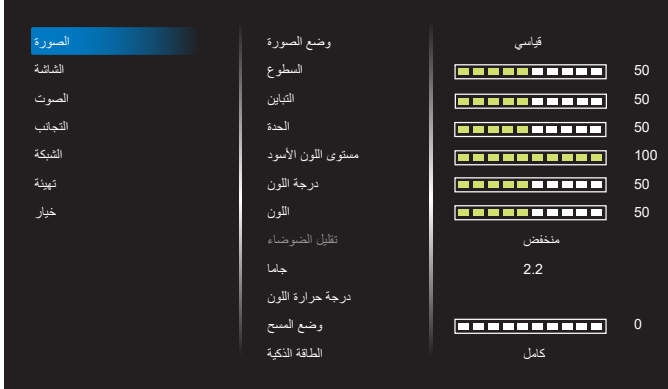 الصورة
الشاشة
الصوت
التجانب
الشبكة
تهيئة
خيار
وضع الصورة
قياسي
السطوع
50
التباين
50
الحدة
50
مستوى اللون الأسود
100
درجة اللون
50
اللون
50
تقليل الضوضاء
منخفض
جاما
2.2
درجة حرارة اللون
وضع المسح
0
الطاقة الذكية
كامل